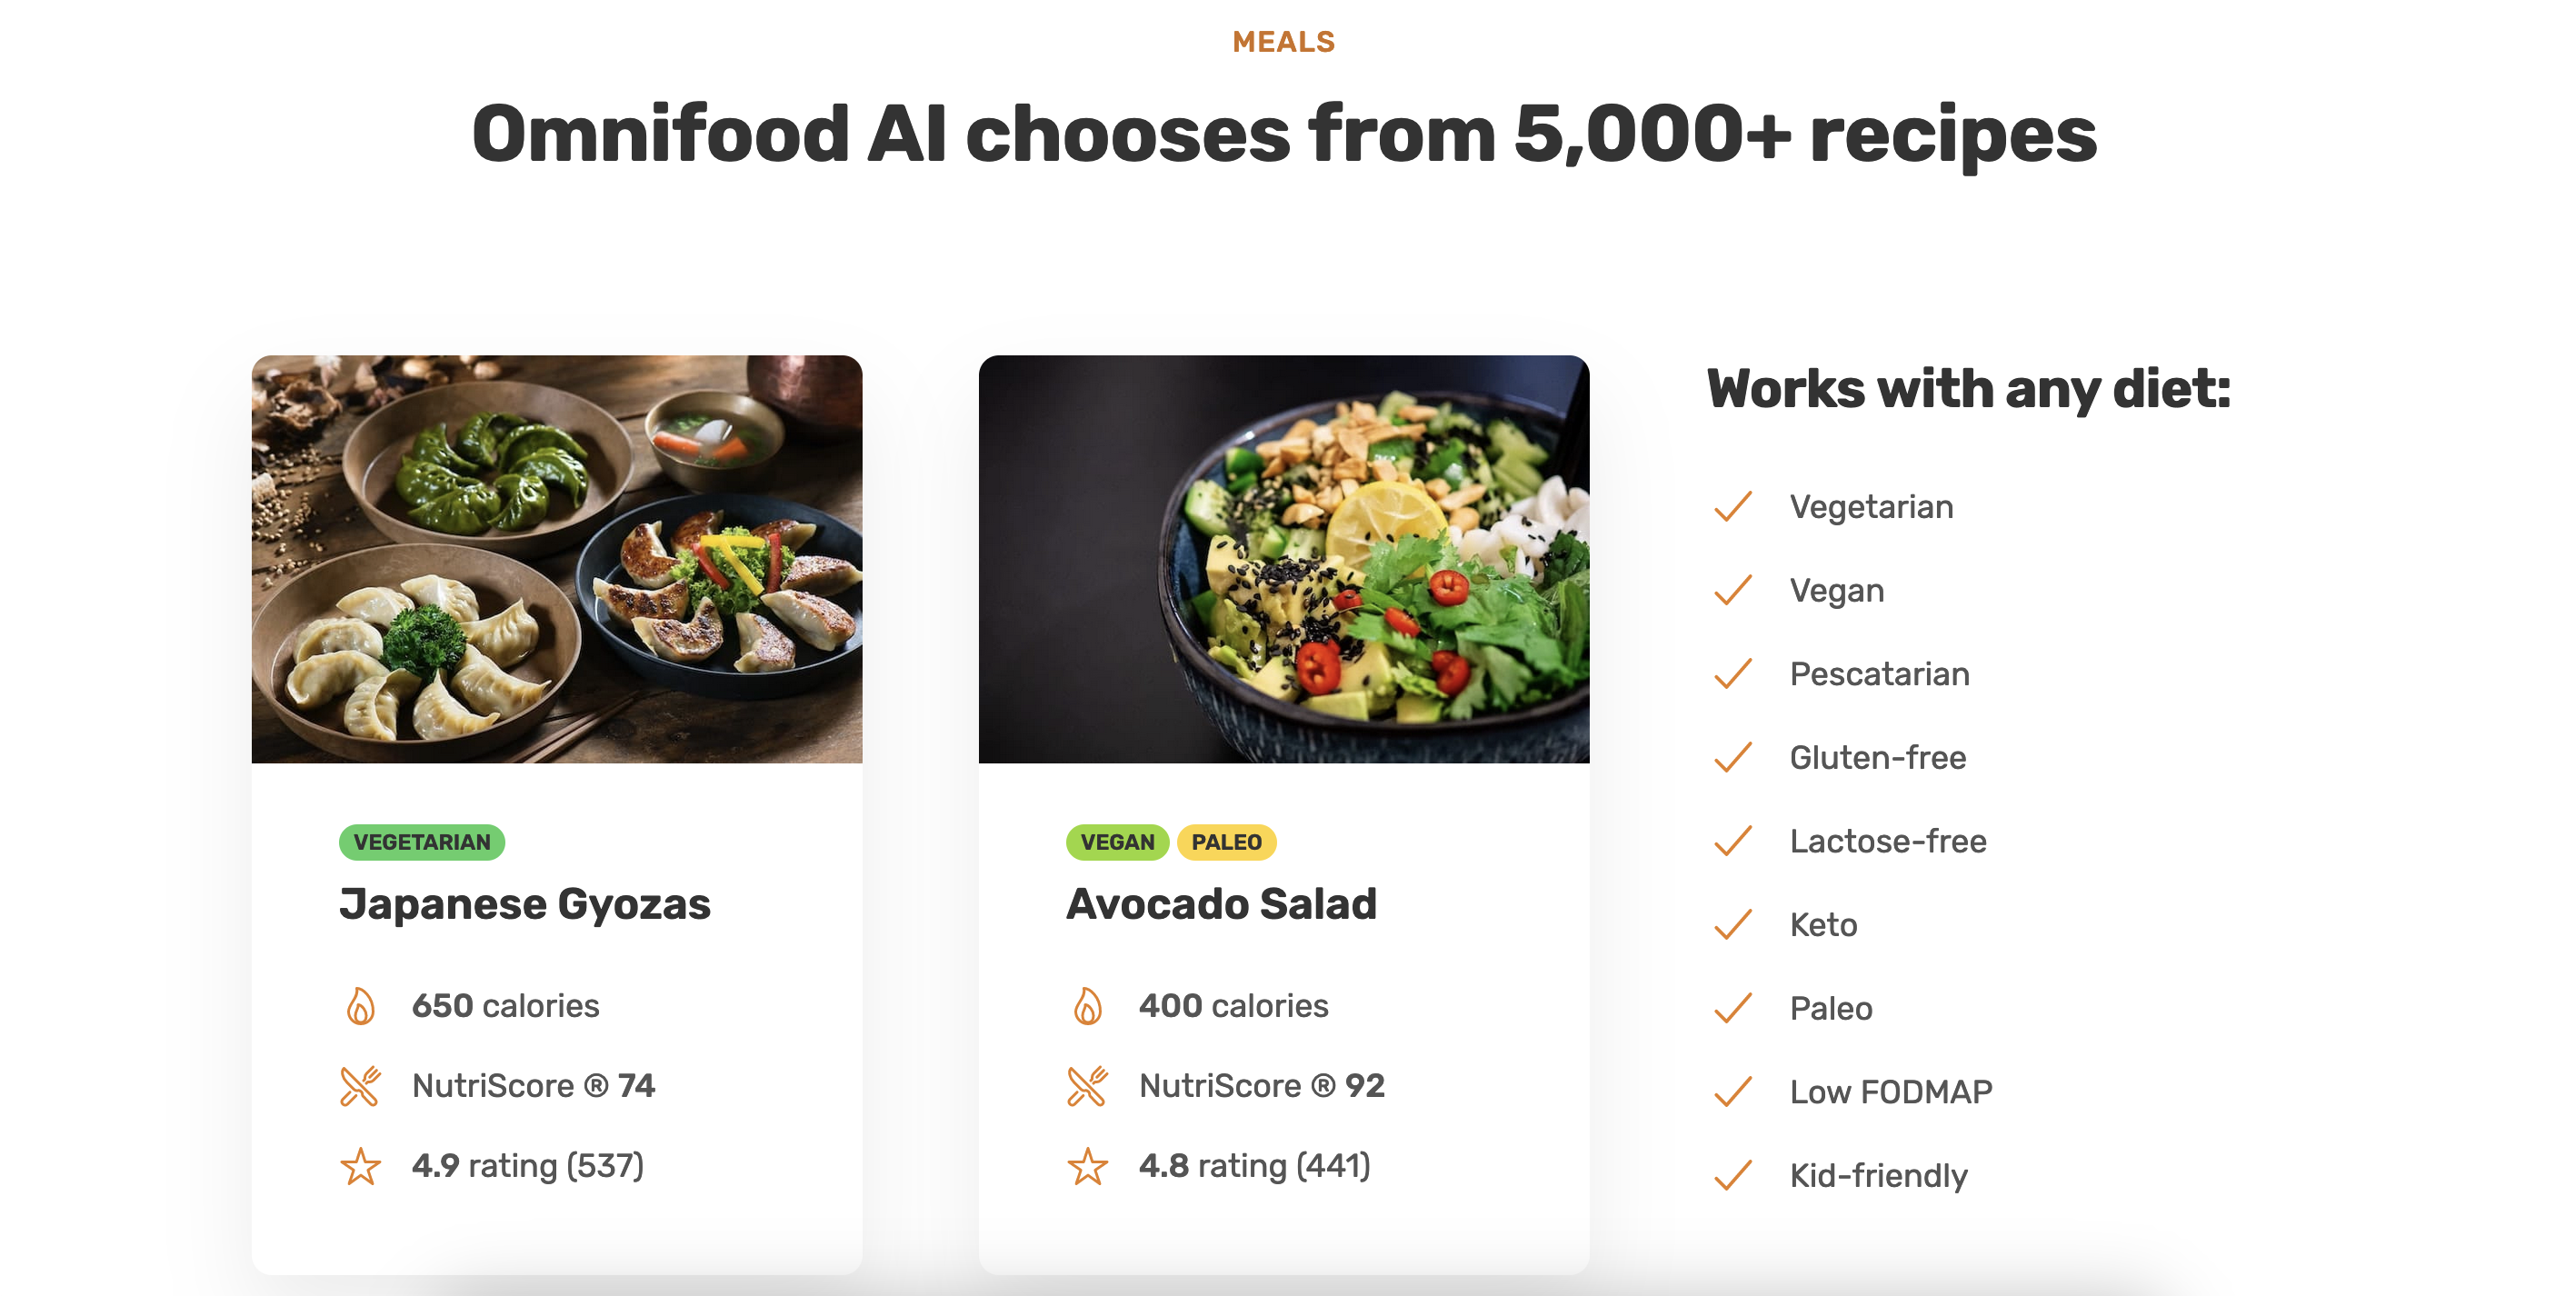 MEALS
Omnifood AI chooses from 5,000+ recipes
VEGETARIAN
Japanese Gyozas
650 calories
NutriScore ® 74
4.9 rating (537)
VEGAN PALEO
Avocado Salad
400 calories
NutriScore ® 92
4.8 rating (441)
Works with any diet:
Vegetarian
Vegan
Pescatarian
Gluten-free
Lactose-free
Keto
Paleo
Low FODMAP
Kid-friendly